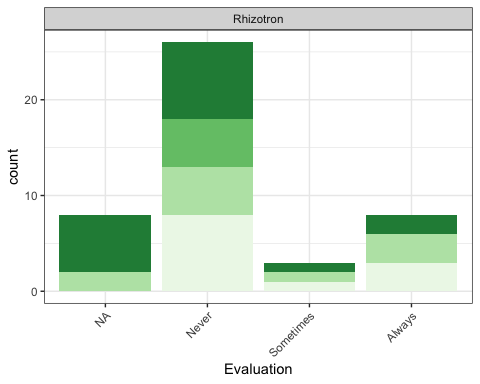 Rhizotron
20
10
0
count
NA
Never
Sometimes
Always
Evaluation